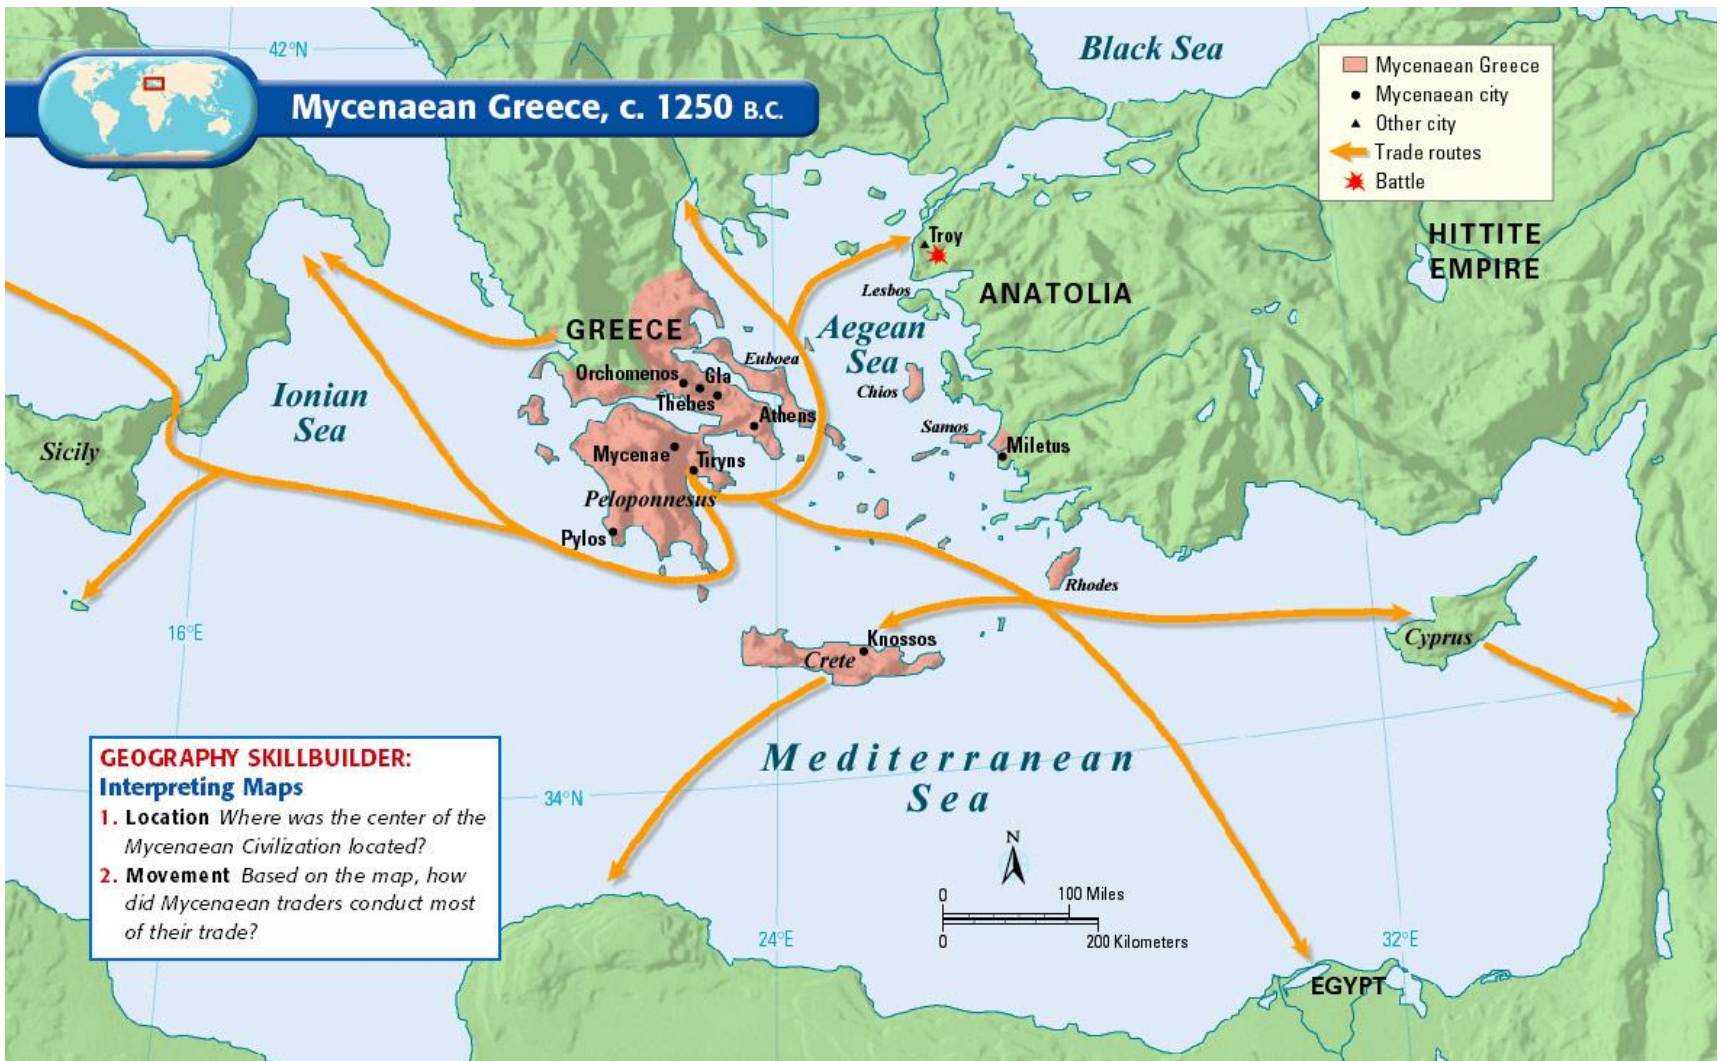 42°N
Black Sea
Mycenaean Greece, c. 1250 B.C.
Mycenaean Greece
Mycenaean city
Other city
Trade routes
Battle
HITTITE
EMPIRE
Troy
ANATOLIA
Lesbos
GREECE
Aegean
Sea
Euboea
Orchomenos
Gla
Chios
Thebes
Athens
Ionian
Sea
Samos
Miletus
Sicily
Mycenae
Tiryns
Peloponnesus
Pylos
Rhodes
16°E
Knossos
Crete
Cyprus
Mediterranean
Sea
GEOGRAPHY SKILLBUILDER:
Interpreting Maps
1. Location Where was the center of the
Mycenaean Civilization located?
2. Movement Based on the map, how
did Mycenaean traders conduct most
of their trade?
34°N
N
0 100 Miles
0 200 Kilometers
24°E
32°E
EGYPT